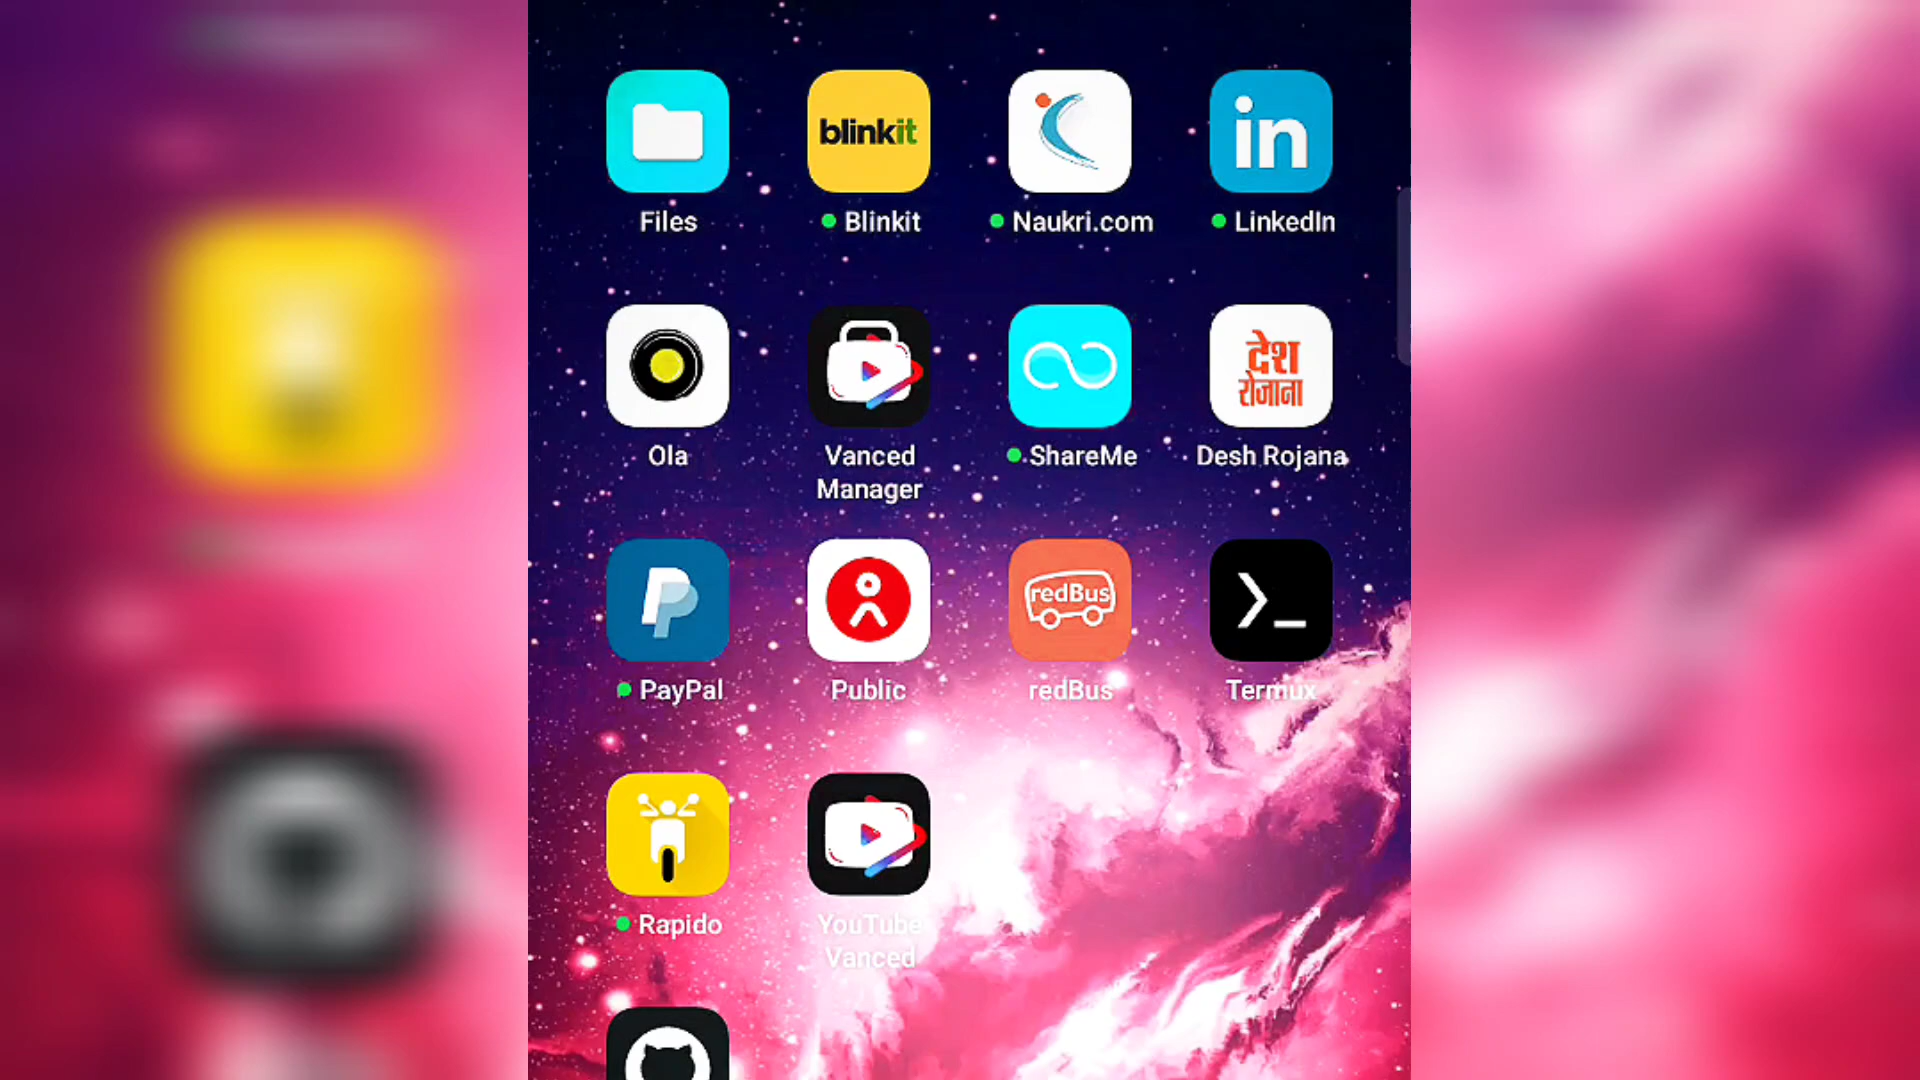 blinkit
in
Files
Blinkit
Naukri.com
LinkedIn
देश
रोजाना
Ola
Vanced
Manager
ShareMe
Desh Rojana
redBus
PayPal
Public
redBus
Termux
Rapido
YouTube
Vanced